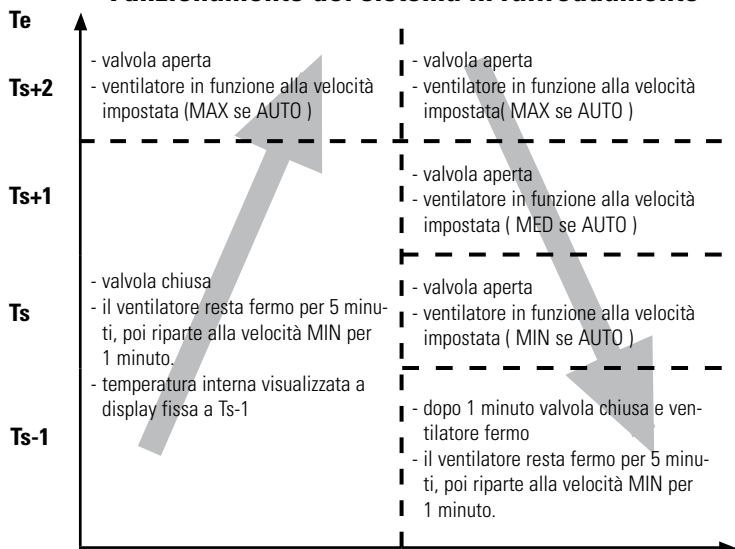 Funzionamento del sistema in raffreddamento
Te
Ts+2
- valvola aperta
- ventilatore in funzione alla velocità
impostata (MAX se AUTO )
- valvola aperta
- ventilatore in funzione alla velocità
impostata( MAX se AUTO )
Ts+1
- valvola aperta
- ventilatore in funzione alla velocità
impostata ( MED se AUTO )
Ts
- valvola chiusa
- il ventilatore resta fermo per 5 minu-
ti, poi riparte alla velocità MIN per
1 minuto.
- temperatura interna visualizzata a
display fissa a Ts-1
- valvola aperta
- ventilatore in funzione alla velocità
impostata ( MIN se AUTO )
Ts-1
- dopo 1 minuto valvola chiusa e ven-
tilatore fermo
- il ventilatore resta fermo per 5 minu-
ti, poi riparte alla velocità MIN per
1 minuto.